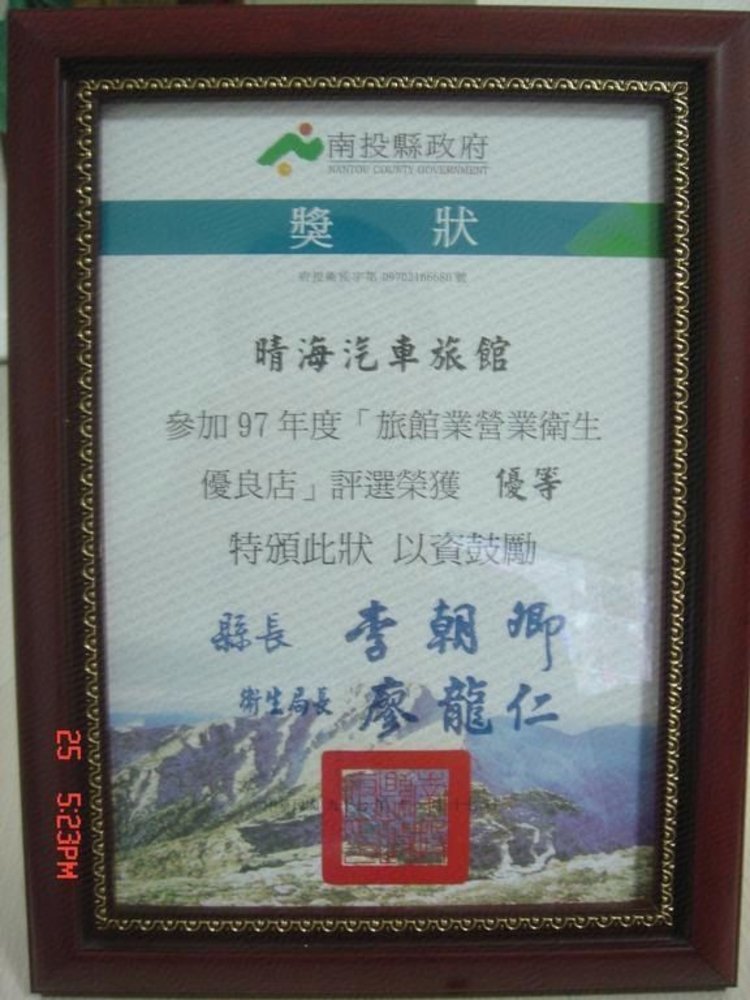 南投縣政府
NANTOU COUNTY GOVERNMENT
獎 狀
晴海汽車旅館
參加 97 年度「旅館業營業衛生
優良店」評選榮獲 優等
特頒此狀 以資鼓勵
縣長 李朝卿
衛生局長 廖龍仁
25 5:23PM